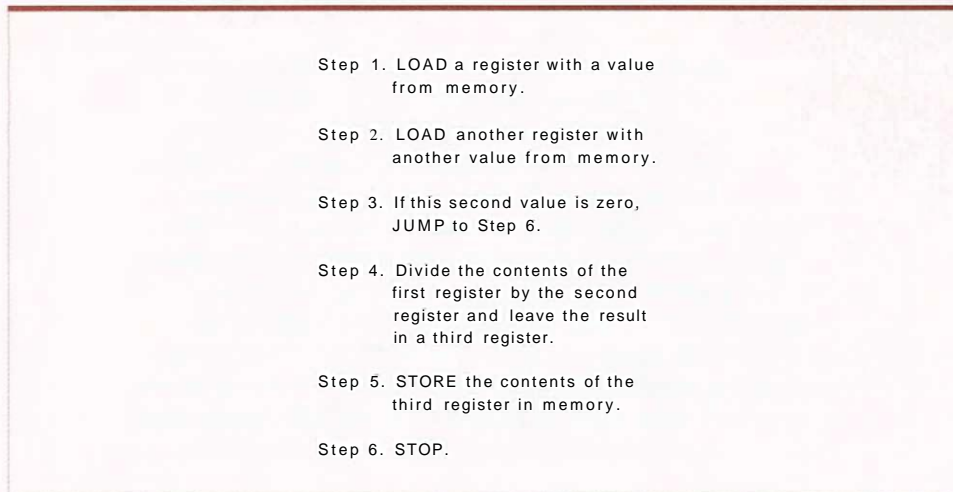 Step 1. LOAD a register with a value
from memory.
Step 2. LOAD another register with
another value from memory.
Step 3. If this second value is zero,
JUMP to Step 6.
Step 4. Divide the contents of the
first register by the second
register and leave the result
in a third register.
Step 5. STORE the contents of the
third register in memory.
Step 6. STOP.